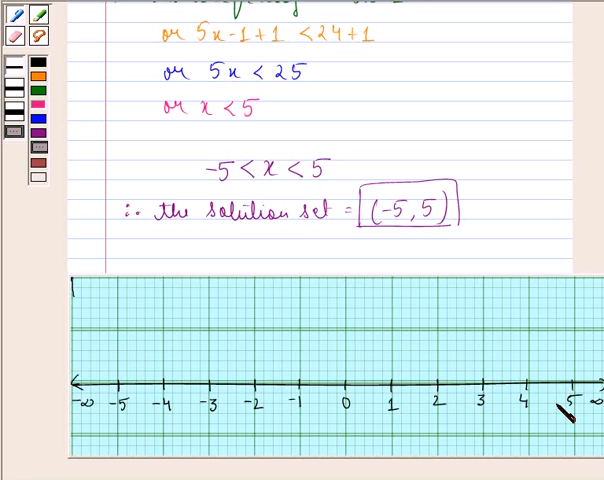 or 5x-1+1 < 24+1
or 5x < 25
or x < 5
-5 < x < 5
∴ the solution set = (-5, 5)
-∞ -5 -4 -3 -2 -1 0 1 2 3 4 5 ∞